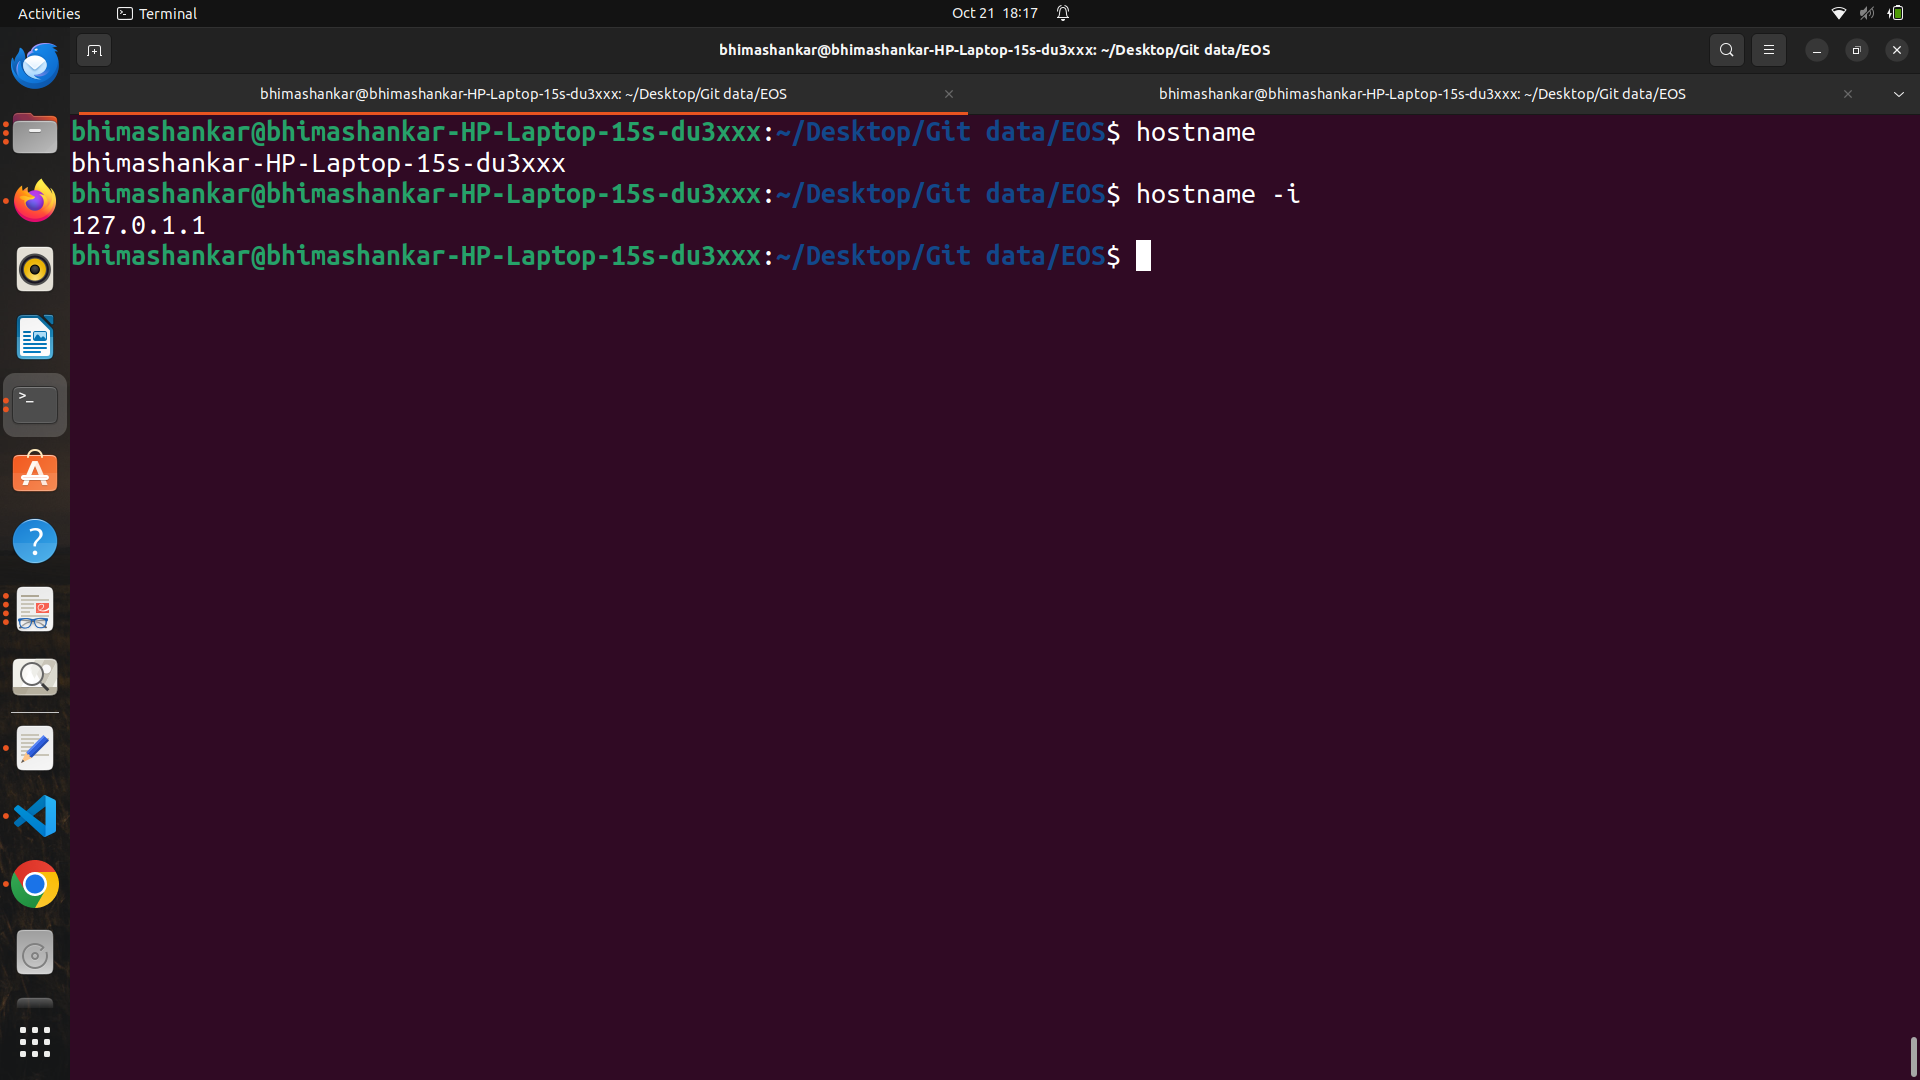 Activities Terminal Oct 21 18:17
bhimashankar@bhimashankar-HP-Laptop-15s-du3xxx: ~/Desktop/Git data/EOS
bhimashankar@bhimashankar-HP-Laptop-15s-du3xxx: ~/Desktop/Git data/EOS × bhimashankar@bhimashankar-HP-Laptop-15s-du3xxx: ~/Desktop/Git data/EOS ×
bhimashankar@bhimashankar-HP-Laptop-15s-du3xxx:~/Desktop/Git data/EOS$ hostname
bhimashankar-HP-Laptop-15s-du3xxx
bhimashankar@bhimashankar-HP-Laptop-15s-du3xxx:~/Desktop/Git data/EOS$ hostname -i
127.0.1.1
bhimashankar@bhimashankar-HP-Laptop-15s-du3xxx:~/Desktop/Git data/EOS$